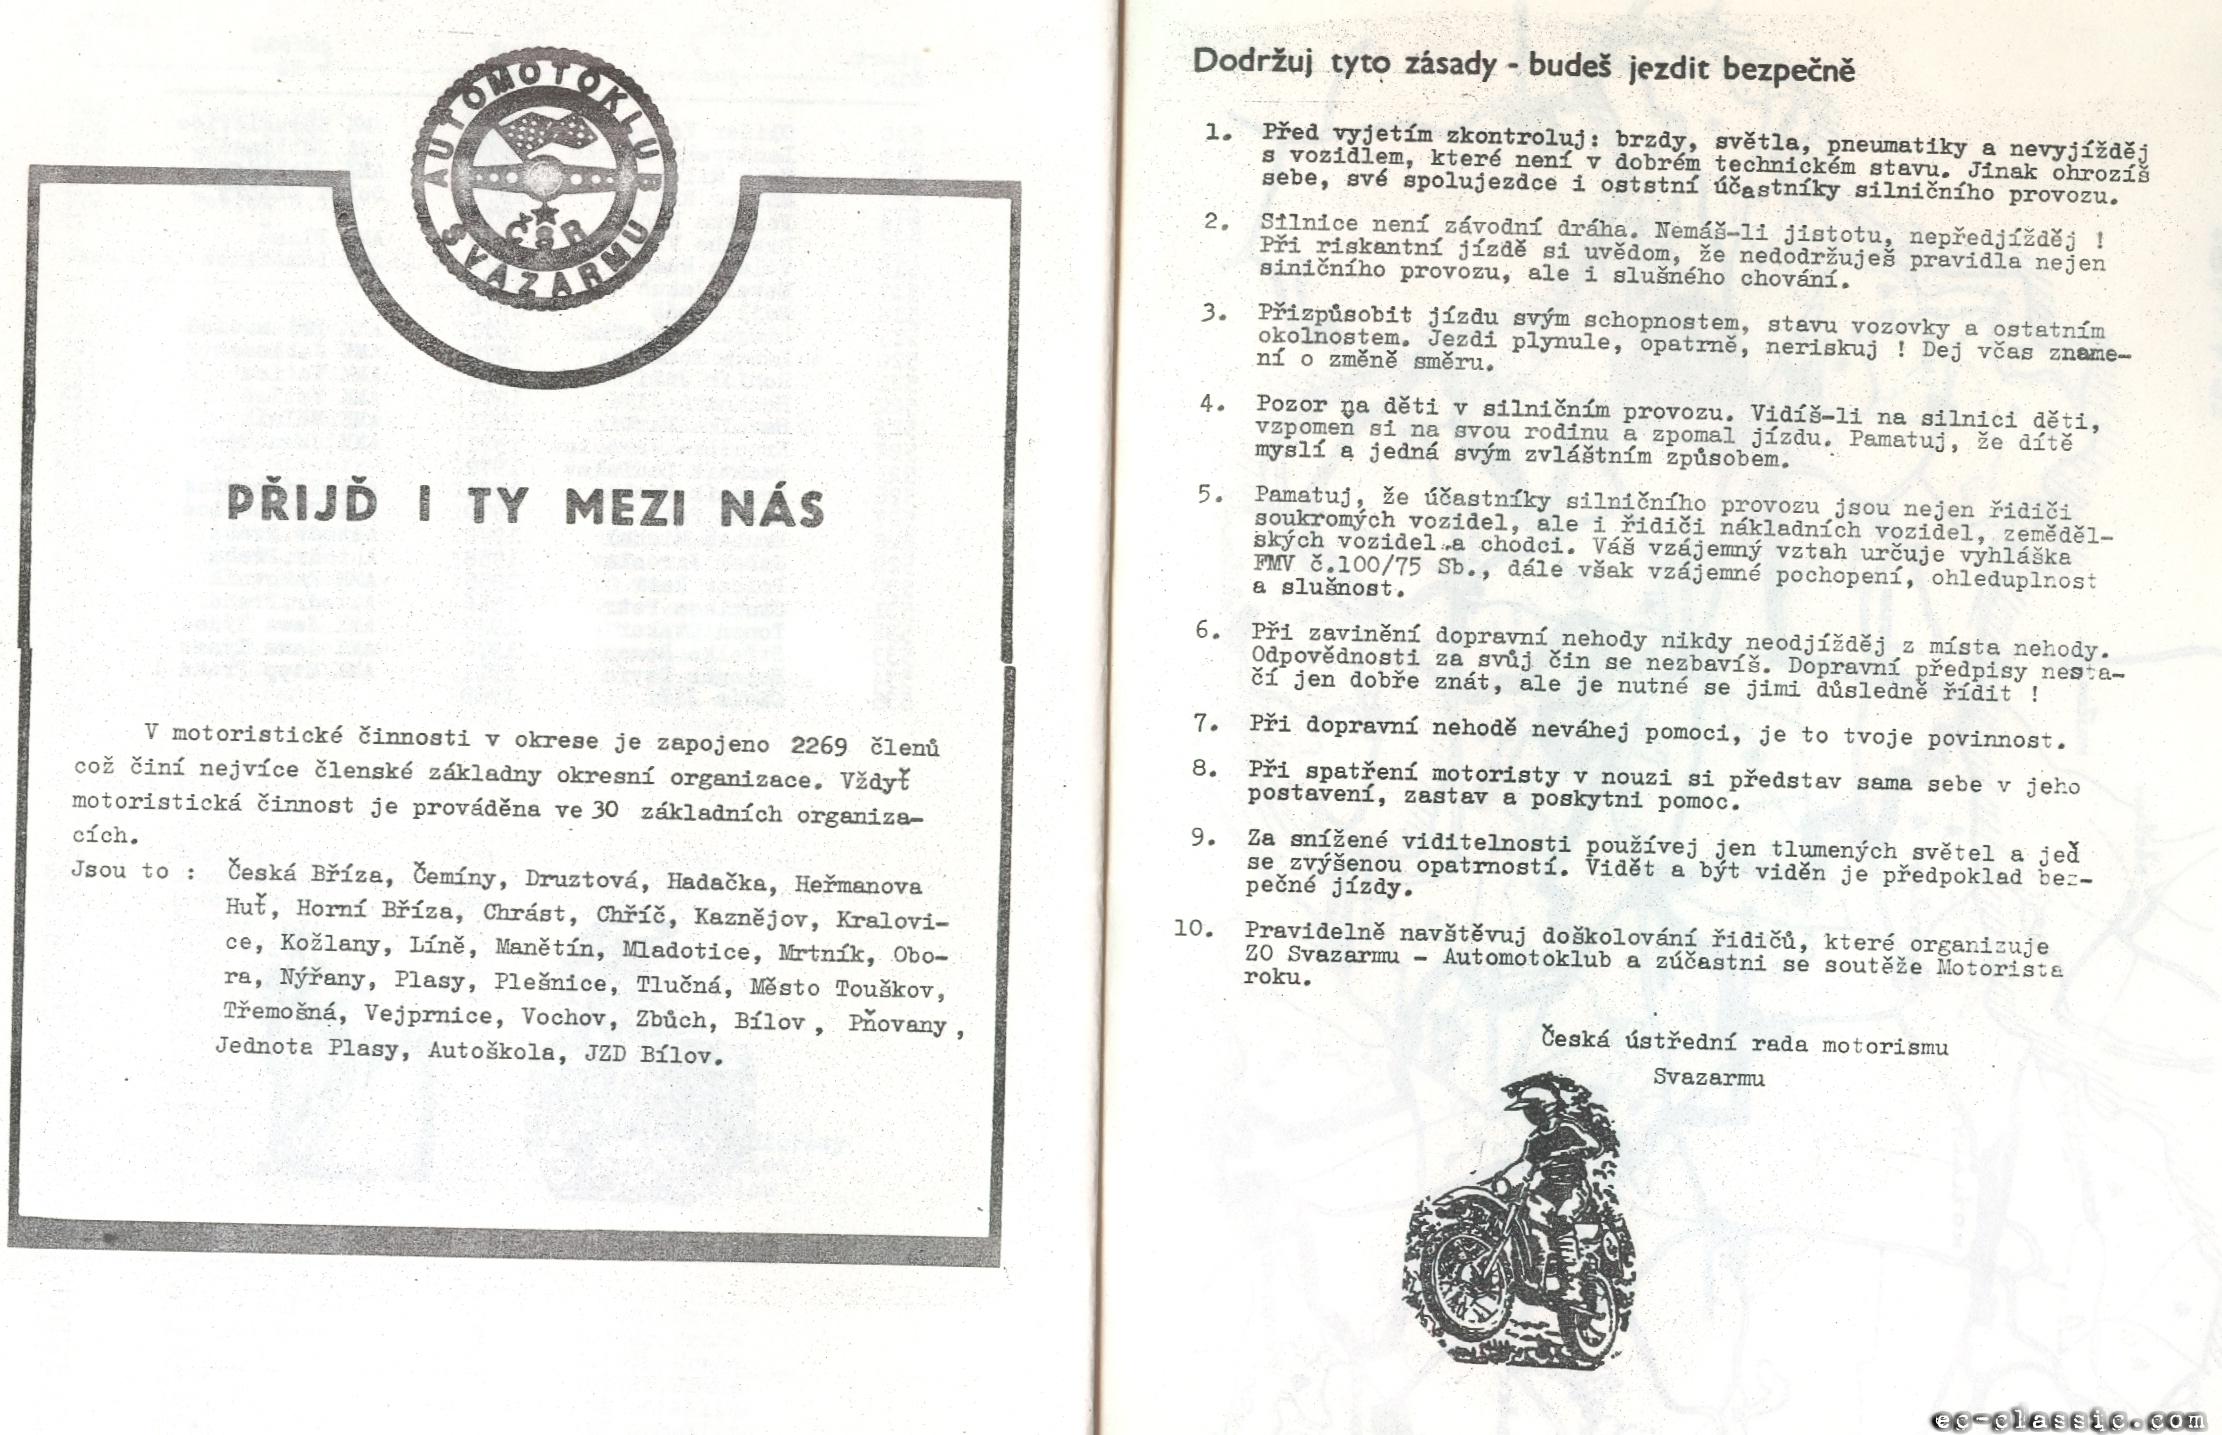 AUTOMOTOKLUB
ČSR
SVAZARMU
PŘIJĎ I TY MEZI NÁS
V motoristické činnosti v okrese je zapojeno 2269 členů
což činí nejvíce členské základny okresní organizace. Vždyť
motoristická činnost je prováděna ve 30 základních organiza-
cích.
Jsou to : Česká Bříza, Čemíny, Druztová, Hadačka, Heřmanova
Huť, Horní Bříza, Chrást, Chříč, Kaznějov, Kralovi-
ce, Kožlany, Líně, Manětín, Mladotice, Mrtník, Obo-
ra, Nýřany, Plasy, Plešnice, Tlučná, Město Touškov,
Třemošná, Vejprnice, Vochov, Zbůch, Bílov , Pňovany ,
Jednota Plasy, Autoškola, JZD Bílov.
Dodržuj tyto zásady - budeš jezdit bezpečně
1. Před vyjetím zkontroluj: brzdy, světla, pneumatiky a nevyjížděj
s vozidlem, které není v dobrém technickém stavu. Jinak ohrozíš
sebe, své spolujezdce i oststní účastníky silničního provozu.
2. Silnice není závodní dráha. Nemáš-li jistotu, nepředjížděj !
Při riskantní jízdě si uvědom, že nedodržuješ pravidla nejen
siničního provozu, ale i slušného chování.
3. Přizpůsobit jízdu svým schopnostem, stavu vozovky a ostatním
okolnostem. Jezdi plynule, opatrně, neriskuj ! Dej včas zname-
ní o změně směru.
4. Pozor na děti v silničním provozu. Vidíš-li na silnici děti,
vzpomeň si na svou rodinu a zpomal jízdu. Pamatuj, že dítě
myslí a jedná svým zvláštním způsobem.
5. Pamatuj, že účastníky silničního provozu jsou nejen řidiči
soukromých vozidel, ale i řidiči nákladních vozidel, zeměděl-
ských vozidel a chodci. Váš vzájemný vztah určuje vyhláška
FMV č.100/75 Sb., dále však vzájemné pochopení, ohleduplnost
a slušnost.
6. Při zavinění dopravní nehody nikdy neodjížděj z místa nehody.
Odpovědnosti za svůj čin se nezbavíš. Dopravní předpisy nesta-
čí jen dobře znát, ale je nutné se jimi důsledně řídit !
7. Při dopravní nehodě neváhej pomoci, je to tvoje povinnost.
8. Při spatření motoristy v nouzi si představ sama sebe v jeho
postavení, zastav a poskytni pomoc.
9. Za snížené viditelnosti používej jen tlumených světel a jeď
se zvýšenou opatrností. Vidět a být viděn je předpoklad bez-
pečné jízdy.
10. Pravidelně navštěvuj doškolování řidičů, které organizuje
ZO Svazarmu - Automotoklub a zúčastni se soutěže Motorista
roku.
Česká ústřední rada motorismu
Svazarmu
ec-classic.com